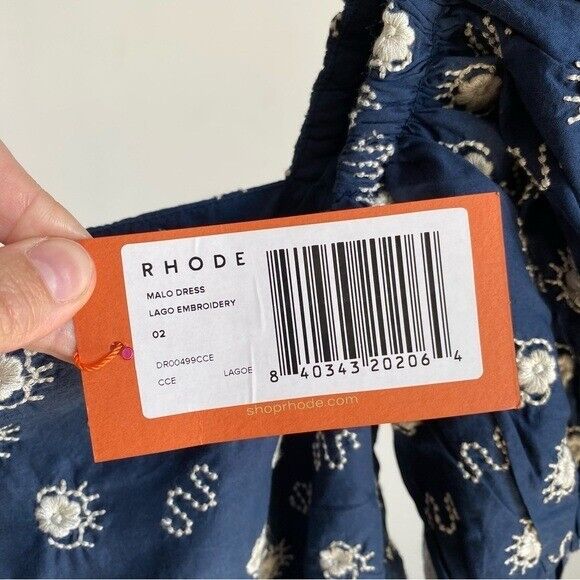 RHODE
MALO DRESS
LAGO EMBROIDERY
02
DR00499CCE
CCE LAGOE
8 40343 20206 4
shoprhode.com